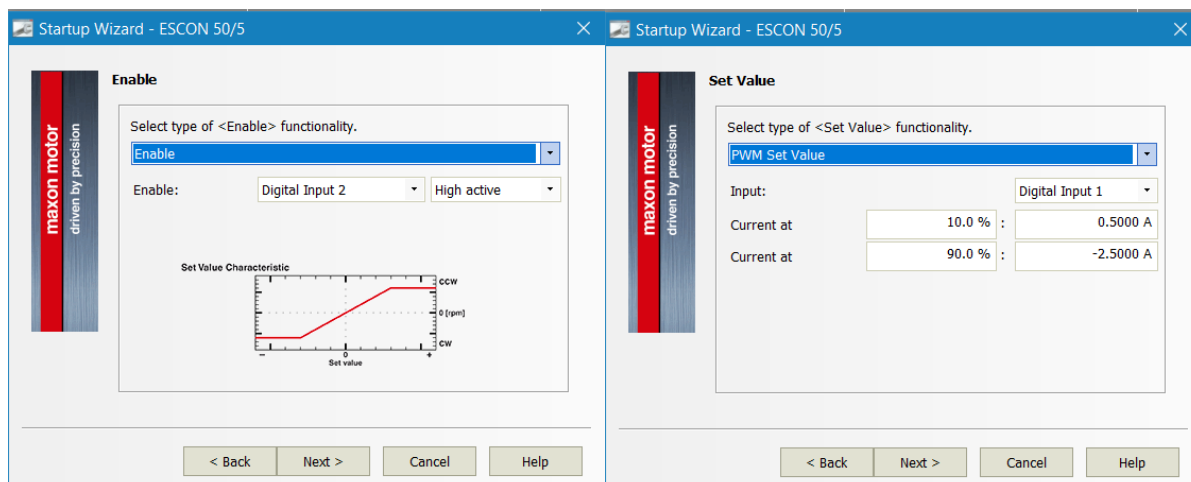 Startup Wizard - ESCON 50/5
Enable
maxon motor
driven by precision
Select type of <Enable> functionality.
Enable
Enable: Digital Input 2 High active
Set Value Characteristic
CCW
0 [rpm]
CW
− 0 +
Set value
< Back Next > Cancel Help
Startup Wizard - ESCON 50/5
Set Value
maxon motor
driven by precision
Select type of <Set Value> functionality.
PWM Set Value
Input: Digital Input 1
Current at 10.0 % : 0.5000 A
Current at 90.0 % : -2.5000 A
< Back Next > Cancel Help